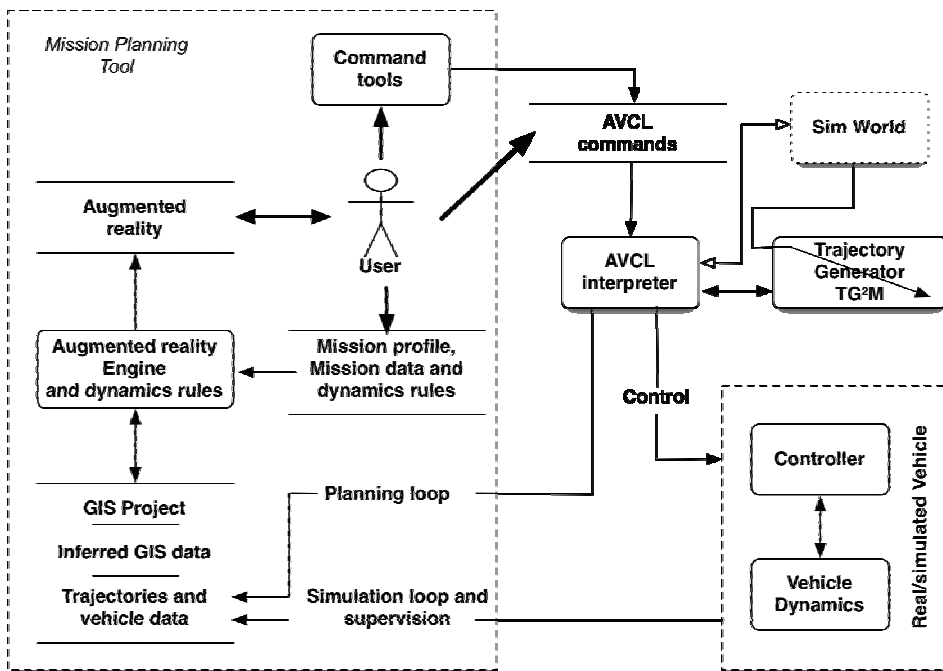 Mission Planning
Tool
Command
tools
AVCL
commands
Sim World
Augmented
reality
User
AVCL
interpreter
Trajectory
Generator
TG²M
Augmented reality
Engine
and dynamics rules
Mission profile,
Mission data and
dynamics rules
Control
Controller
Real/simulated Vehicle
GIS Project
Planning loop
Inferred GIS data
Trajectories and
vehicle data
Simulation loop and
supervision
Vehicle
Dynamics